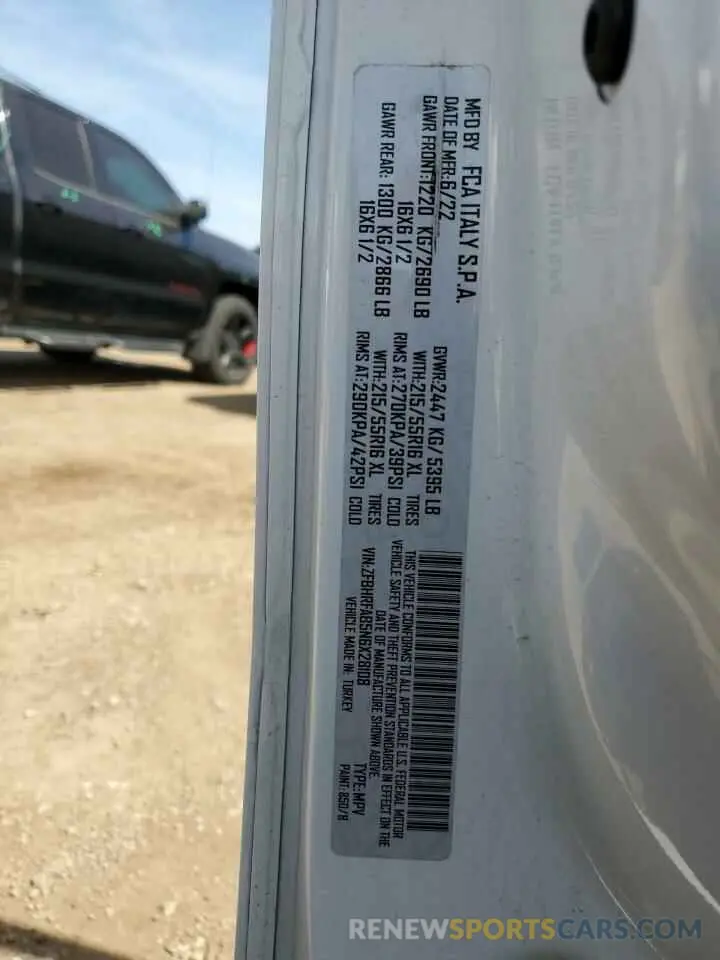 MFD BY FCA ITALY S.P.A.
DATE OF MFR:6/22 GVWR:2447 KG/5395 LB
GAWR FRONT:1220 KG/2690 LB WITH:215/55R16 XL TIRES
16X6 1/2 RIMS AT:270KPA/39PSI COLD
GAWR REAR: 1300 KG/2866 LB WITH:215/55R16 XL TIRES
16X6 1/2 RIMS AT:290KPA/42PSI COLD
THIS VEHICLE CONFORMS TO ALL APPLICABLE U.S. FEDERAL MOTOR
VEHICLE SAFETY AND THEFT PREVENTION STANDARDS IN EFFECT ON THE
DATE OF MANUFACTURE SHOWN ABOVE.
VIN:ZFBHRFAB5N6X28108 TYPE:MPV
VEHICLE MADE IN: TURKEY PAINT:850/B
RENEWSPORTSCARS.COM